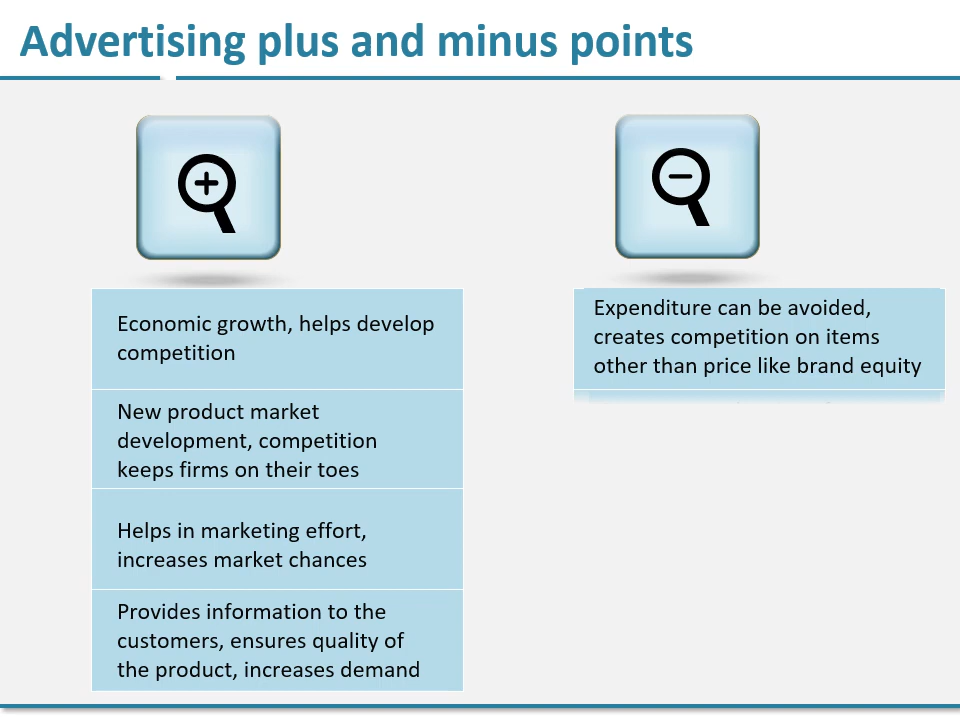 Advertising plus and minus points
Economic growth, helps develop
competition
New product market
development, competition
keeps firms on their toes
Helps in marketing effort,
increases market chances
Provides information to the
customers, ensures quality of
the product, increases demand
Expenditure can be avoided,
creates competition on items
other than price like brand equity